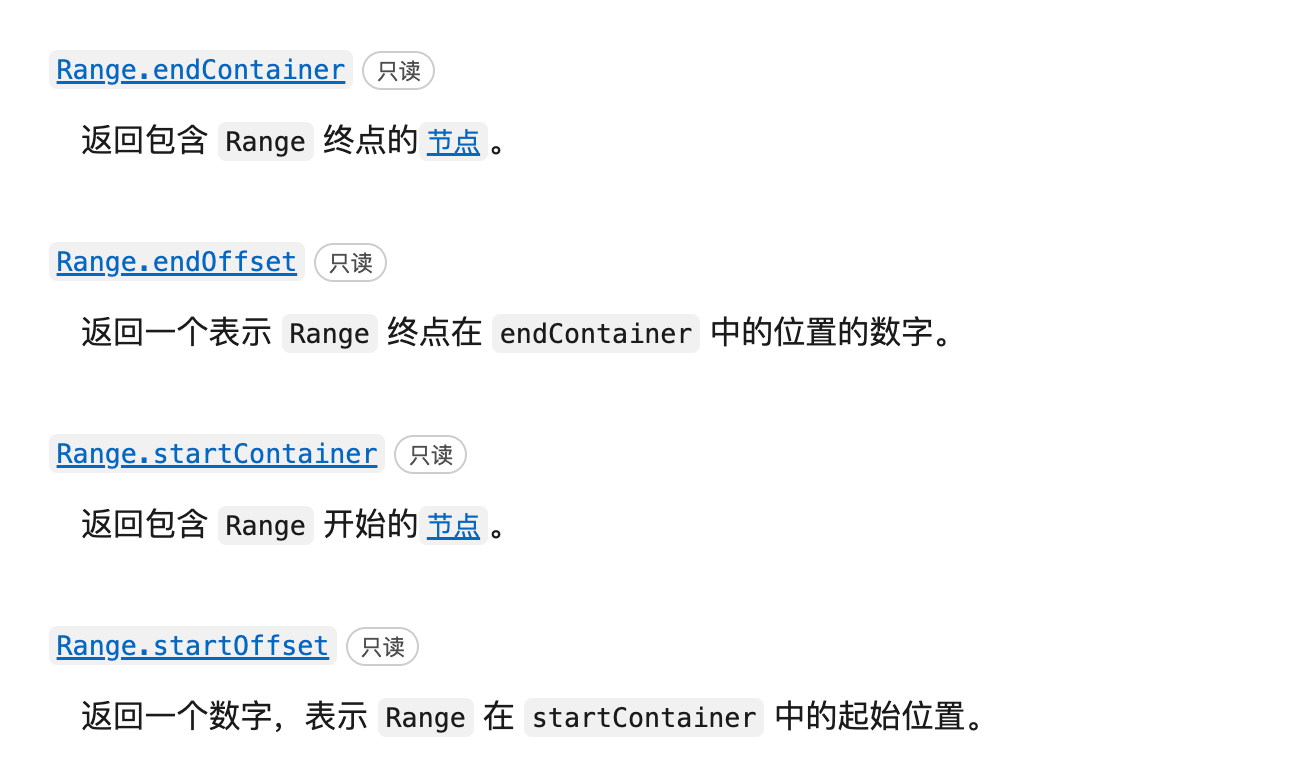 Range.endContainer 只读
返回包含 Range 终点的节点。
Range.endOffset 只读
返回一个表示 Range 终点在 endContainer 中的位置的数字。
Range.startContainer 只读
返回包含 Range 开始的节点。
Range.startOffset 只读
返回一个数字，表示 Range 在 startContainer 中的起始位置。